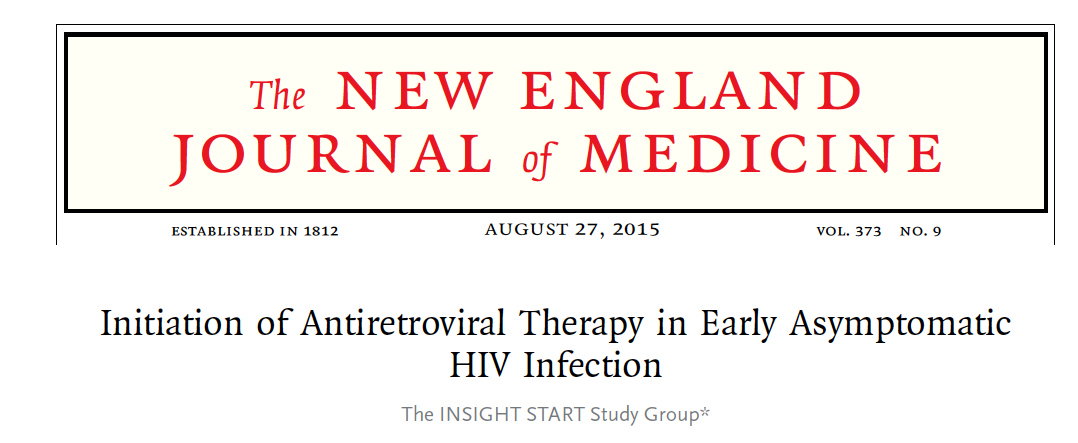 The NEW ENGLAND
JOURNAL of MEDICINE
ESTABLISHED IN 1812 AUGUST 27, 2015 VOL. 373 NO. 9
Initiation of Antiretroviral Therapy in Early Asymptomatic
HIV Infection
The INSIGHT START Study Group*